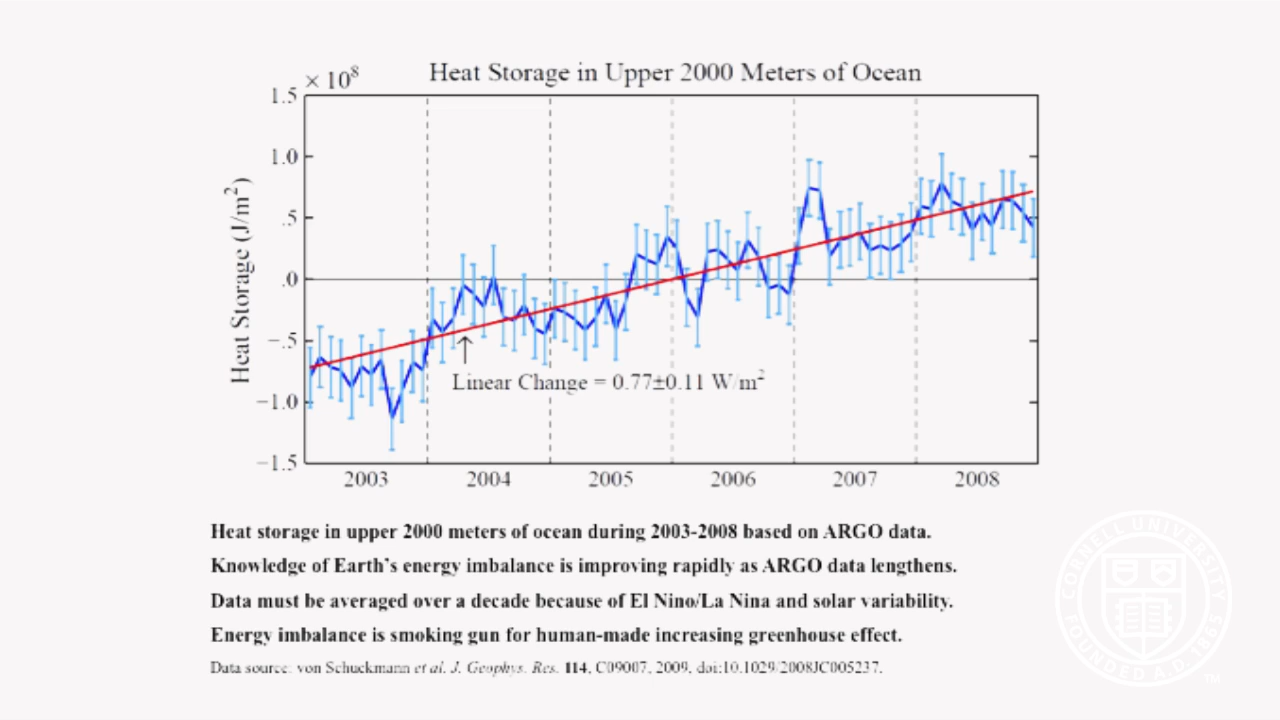 × 10⁸
Heat Storage in Upper 2000 Meters of Ocean
1.5
1.0
.5
.0
−.5
−1.0
−1.5
Heat Storage (J/m²)
Linear Change = 0.77±0.11 W/m²
2003 2004 2005 2006 2007 2008
Heat storage in upper 2000 meters of ocean during 2003-2008 based on ARGO data.
Knowledge of Earth's energy imbalance is improving rapidly as ARGO data lengthens.
Data must be averaged over a decade because of El Nino/La Nina and solar variability.
Energy imbalance is smoking gun for human-made increasing greenhouse effect.
Data source: von Schuckmann et al. J. Geophys. Res. 114, C09007, 2009, doi:10.1029/2008JC005237.
CORNELL UNIVERSITY
FOUNDED A.D. 1865
TM